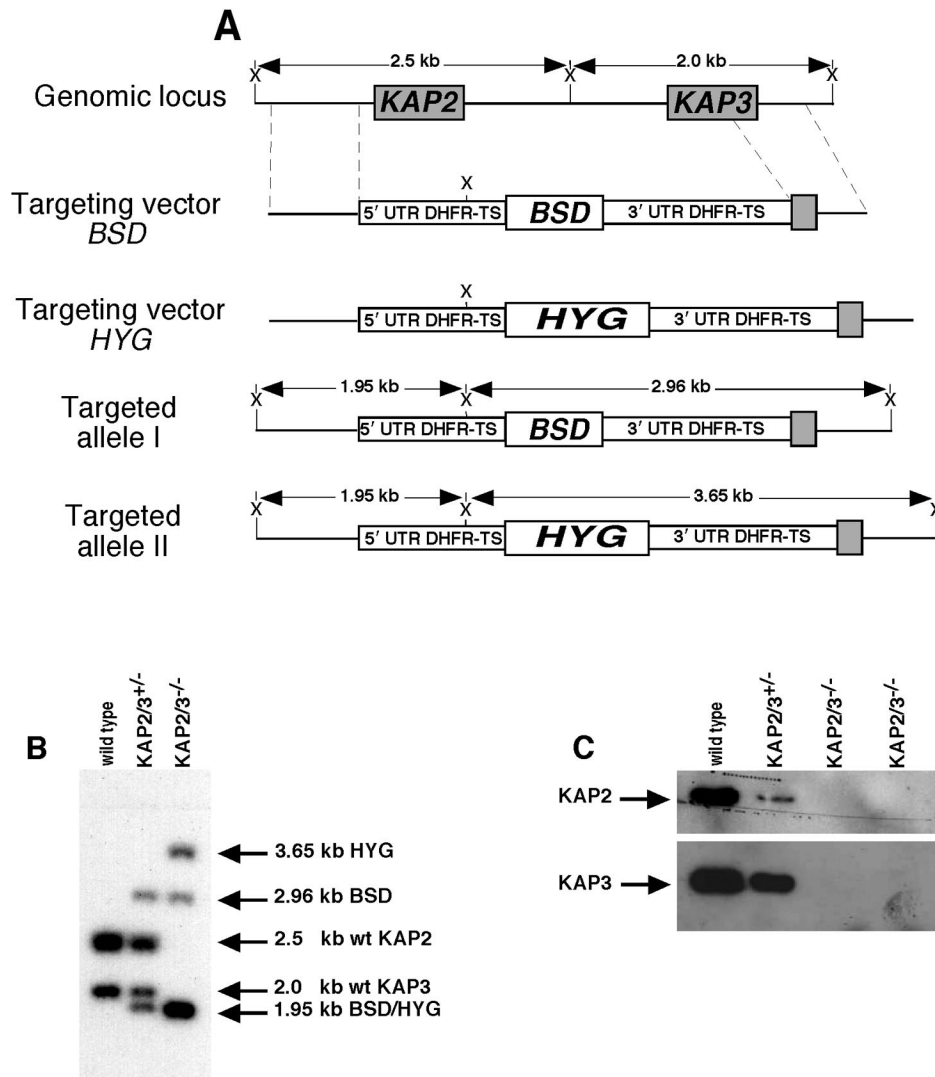 A
X 2.5 kb X 2.0 kb X
Genomic locus KAP2 KAP3
X
Targeting vector
BSD
5′ UTR DHFR-TS BSD 3′ UTR DHFR-TS
X
Targeting vector
HYG
5′ UTR DHFR-TS HYG 3′ UTR DHFR-TS
X 1.95 kb X 2.96 kb X
Targeted
allele I
5′ UTR DHFR-TS BSD 3′ UTR DHFR-TS
X 1.95 kb X 3.65 kb X
Targeted
allele II
5′ UTR DHFR-TS HYG 3′ UTR DHFR-TS
B
wild type
KAP2/3+/-
KAP2/3-/-
3.65 kb HYG
2.96 kb BSD
2.5 kb wt KAP2
2.0 kb wt KAP3
1.95 kb BSD/HYG
C
wild type
KAP2/3+/-
KAP2/3-/-
KAP2/3-/-
KAP2
KAP3